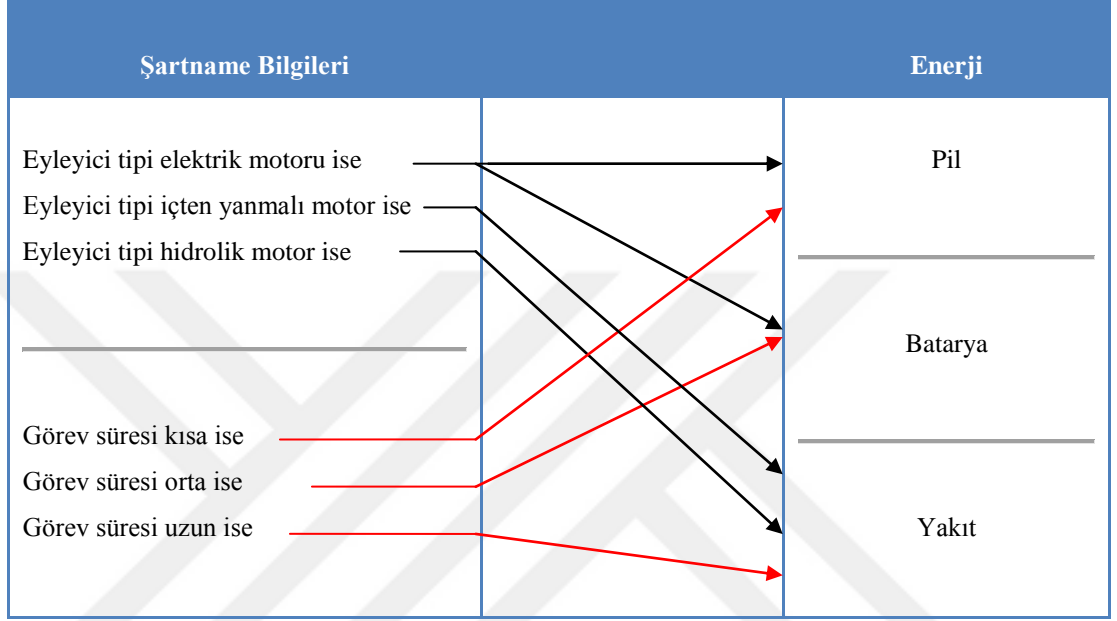 Şartname Bilgileri
Enerji
Eyleyici tipi elektrik motoru ise
Eyleyici tipi içten yanmalı motor ise
Eyleyici tipi hidrolik motor ise
Görev süresi kısa ise
Görev süresi orta ise
Görev süresi uzun ise
Pil
Batarya
Yakıt